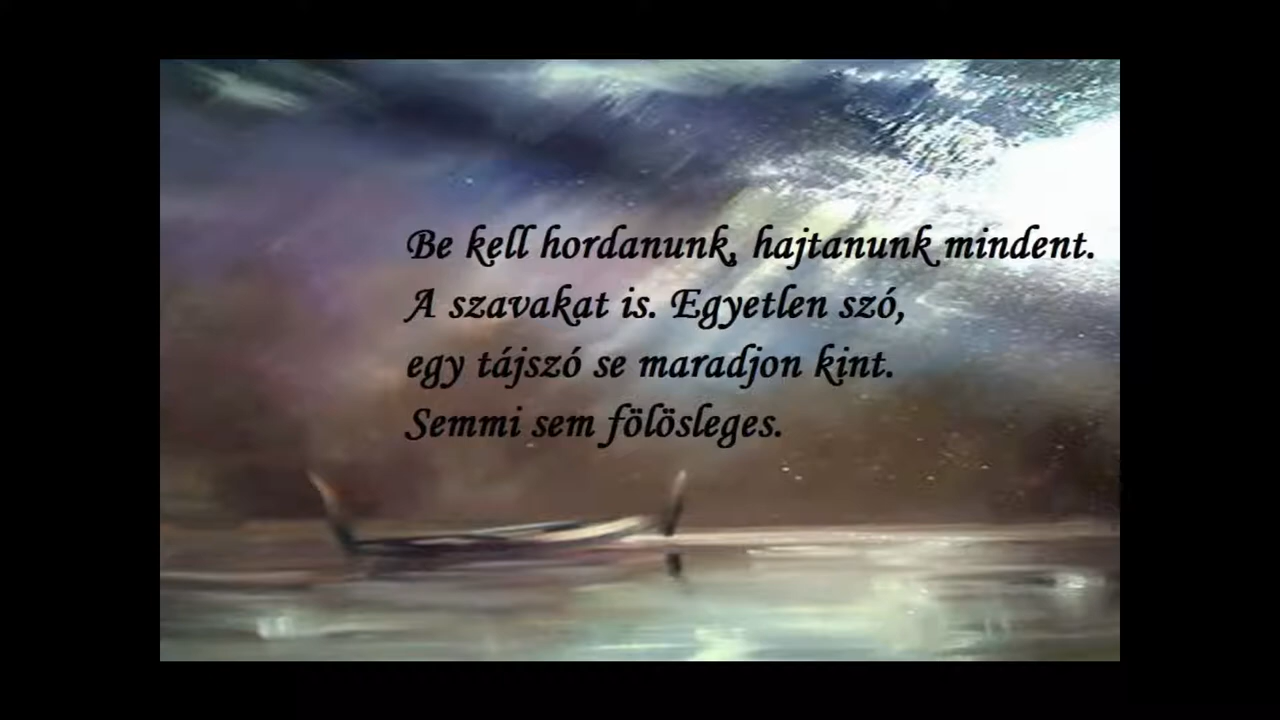 Be kell hordanunk, hajtanunk mindent.
A szavakat is. Egyetlen szó,
egy tájszó se maradjon kint.
Semmi sem fölösleges.